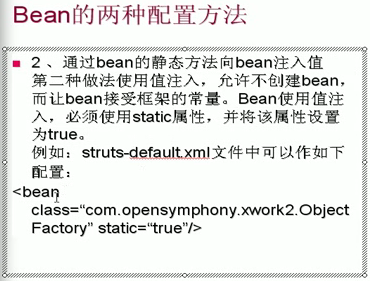 Bean的两种配置方法
2、通过bean的静态方法向bean注入值
第二种做法使用值注入，允许不创建bean，
而让bean接受框架的常量。Bean使用值注
入，必须使用static属性，并将该属性设置
为true。
例如：struts-default.xml文件中可以作如下
配置：
<bean
class=“com.opensymphony.xwork2.Object
Factory” static=“true”/>